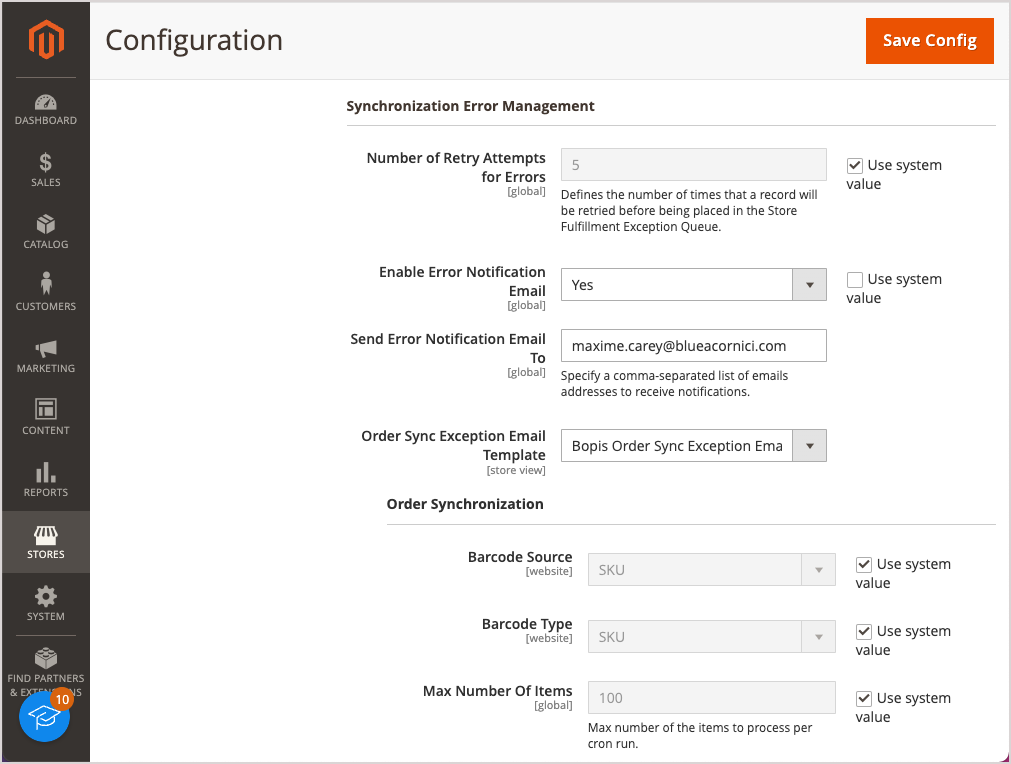 Configuration
Save Config
DASHBOARD
SALES
CATALOG
CUSTOMERS
MARKETING
CONTENT
REPORTS
STORES
SYSTEM
FIND PARTNERS
& EXTENSIONS
10
Synchronization Error Management
Number of Retry Attempts
for Errors
[global]
5
Use system
value
Defines the number of times that a record will
be retried before being placed in the Store
Fulfillment Exception Queue.
Enable Error Notification
Email
[global]
Yes
Use system
value
Send Error Notification Email
To
[global]
maxime.carey@blueacornici.com
Specify a comma-separated list of emails
addresses to receive notifications.
Order Sync Exception Email
Template
[store view]
Bopis Order Sync Exception Ema
Order Synchronization
Barcode Source
[website]
SKU
Use system
value
Barcode Type
[website]
SKU
Use system
value
Max Number Of Items
[global]
100
Use system
value
Max number of the items to process per
cron run.